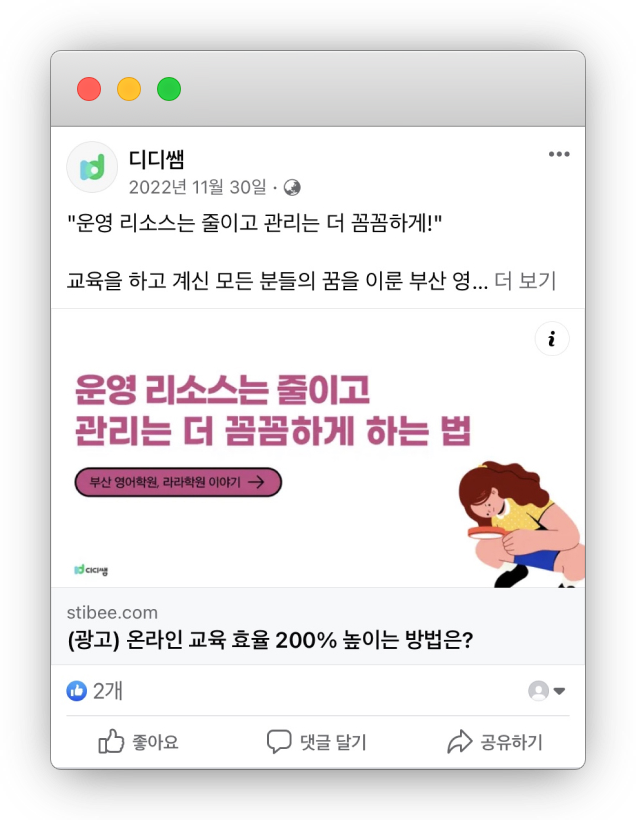 디디쌤
2022년 11월 30일 ·
"운영 리소스는 줄이고 관리는 더 꼼꼼하게!"
교육을 하고 계신 모든 분들의 꿈을 이룬 부산 영... 더 보기
운영 리소스는 줄이고
관리는 더 꼼꼼하게 하는 법
부산 영어학원, 라라학원 이야기 →
디디쌤
stibee.com
(광고) 온라인 교육 효율 200% 높이는 방법은?
2개
좋아요 댓글 달기 공유하기